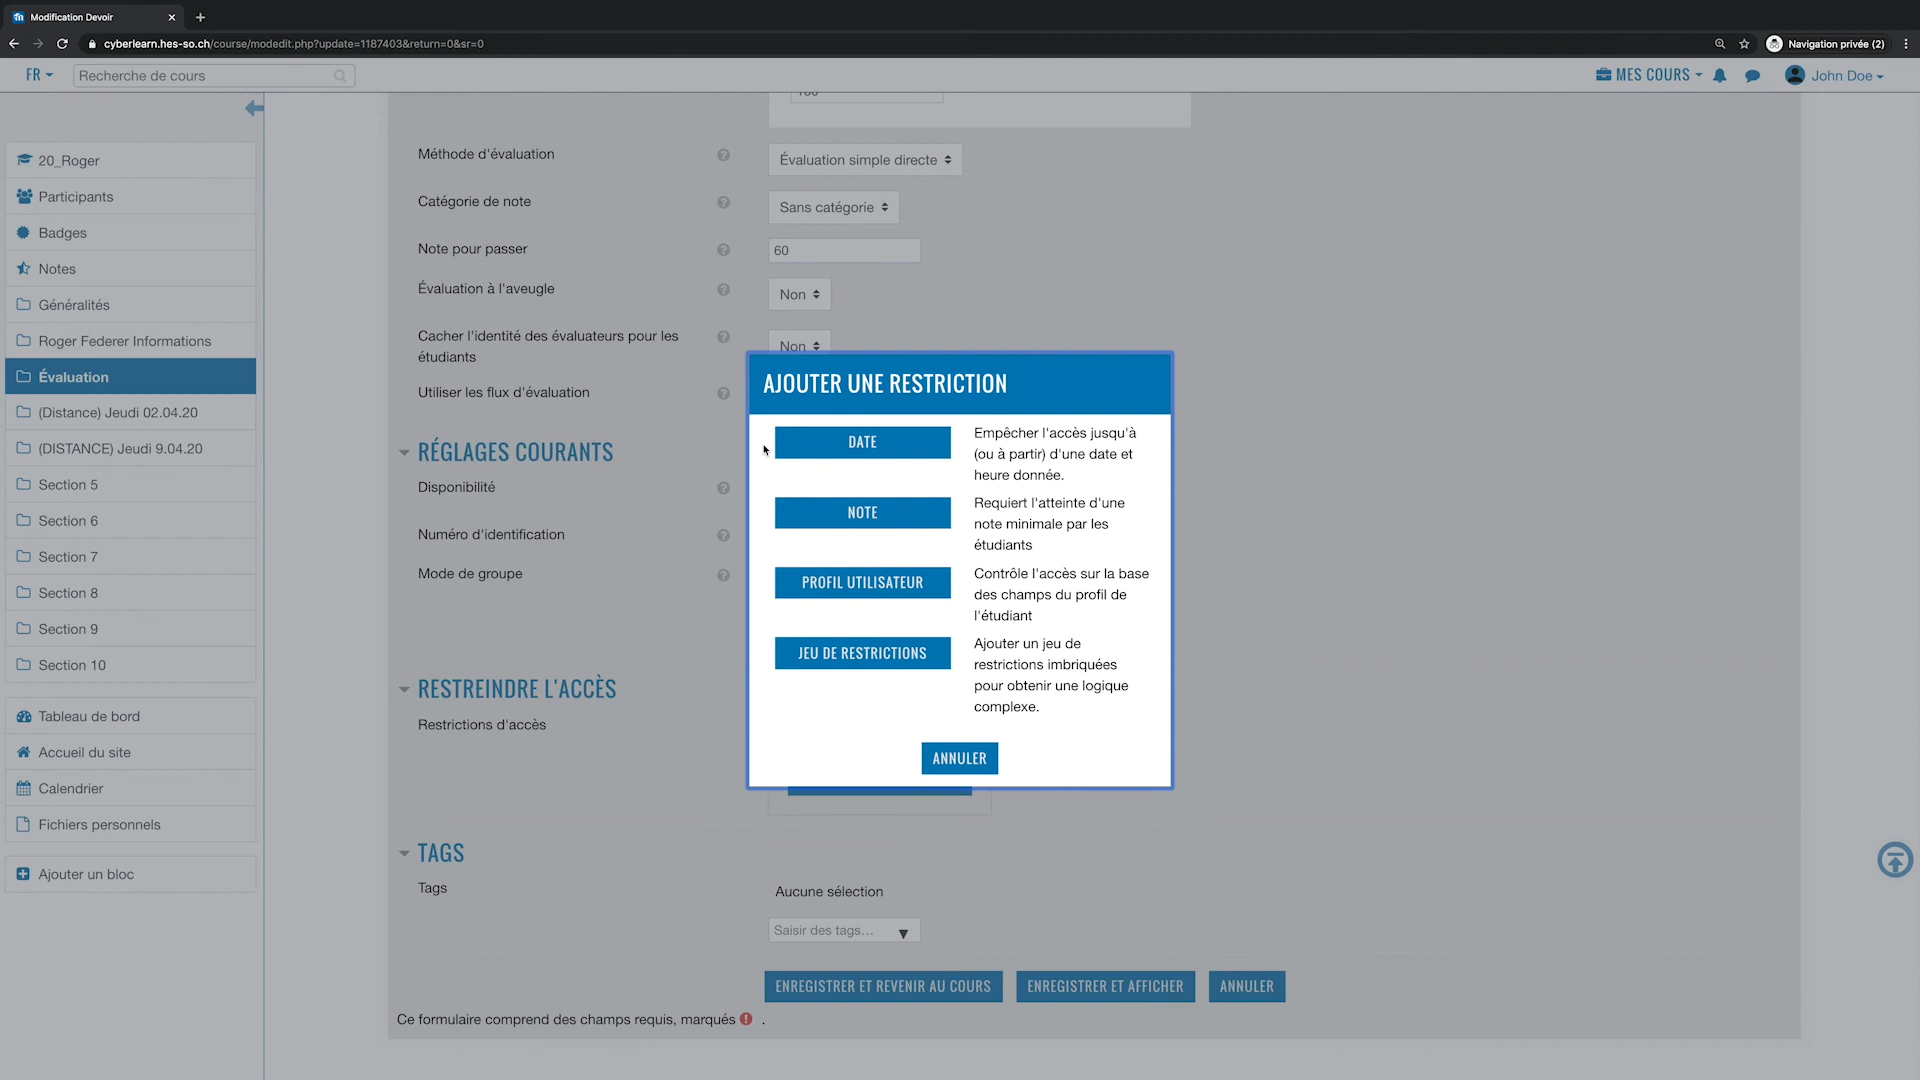 Modification Devoir
cyberlearn.hes-so.ch/course/modedit.php?update=1187403&return=0&sr=0
Navigation privée (2)
FR
Recherche de cours
MES COURS
John Doe
20_Roger
Participants
Badges
Notes
Généralités
Roger Federer Informations
Évaluation
(Distance) Jeudi 02.04.20
(DISTANCE) Jeudi 9.04.20
Section 5
Section 6
Section 7
Section 8
Section 9
Section 10
Tableau de bord
Accueil du site
Calendrier
Fichiers personnels
Ajouter un bloc
Méthode d'évaluation
Évaluation simple directe
Catégorie de note
Sans catégorie
Note pour passer
60
Évaluation à l'aveugle
Non
Cacher l'identité des évaluateurs pour les
étudiants
Non
Utiliser les flux d'évaluation
RÉGLAGES COURANTS
Disponibilité
Numéro d'identification
Mode de groupe
RESTREINDRE L'ACCÈS
Restrictions d'accès
AJOUTER UNE RESTRICTION
DATE
Empêcher l'accès jusqu'à
(ou à partir) d'une date et
heure donnée.
NOTE
Requiert l'atteinte d'une
note minimale par les
étudiants
PROFIL UTILISATEUR
Contrôle l'accès sur la base
des champs du profil de
l'étudiant
JEU DE RESTRICTIONS
Ajouter un jeu de
restrictions imbriquées
pour obtenir une logique
complexe.
ANNULER
TAGS
Tags
Aucune sélection
Saisir des tags...
ENREGISTRER ET REVENIR AU COURS
ENREGISTRER ET AFFICHER
ANNULER
Ce formulaire comprend des champs requis, marqués .